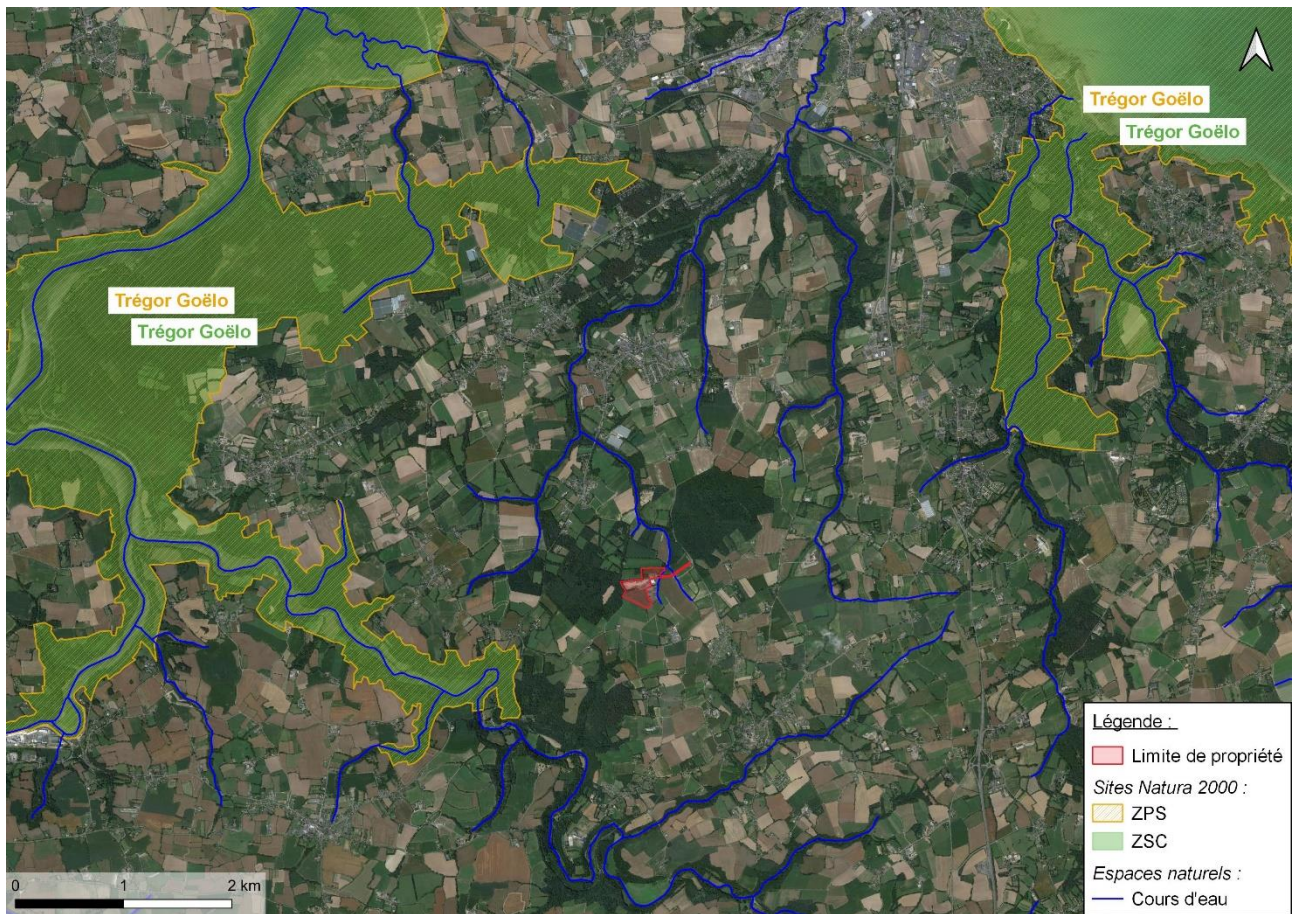 Trégor Goëlo
Trégor Goëlo
Trégor Goëlo
Trégor Goëlo
Légende :
Limite de propriété
Sites Natura 2000 :
ZPS
ZSC
Espaces naturels :
Cours d'eau
0 1 2 km